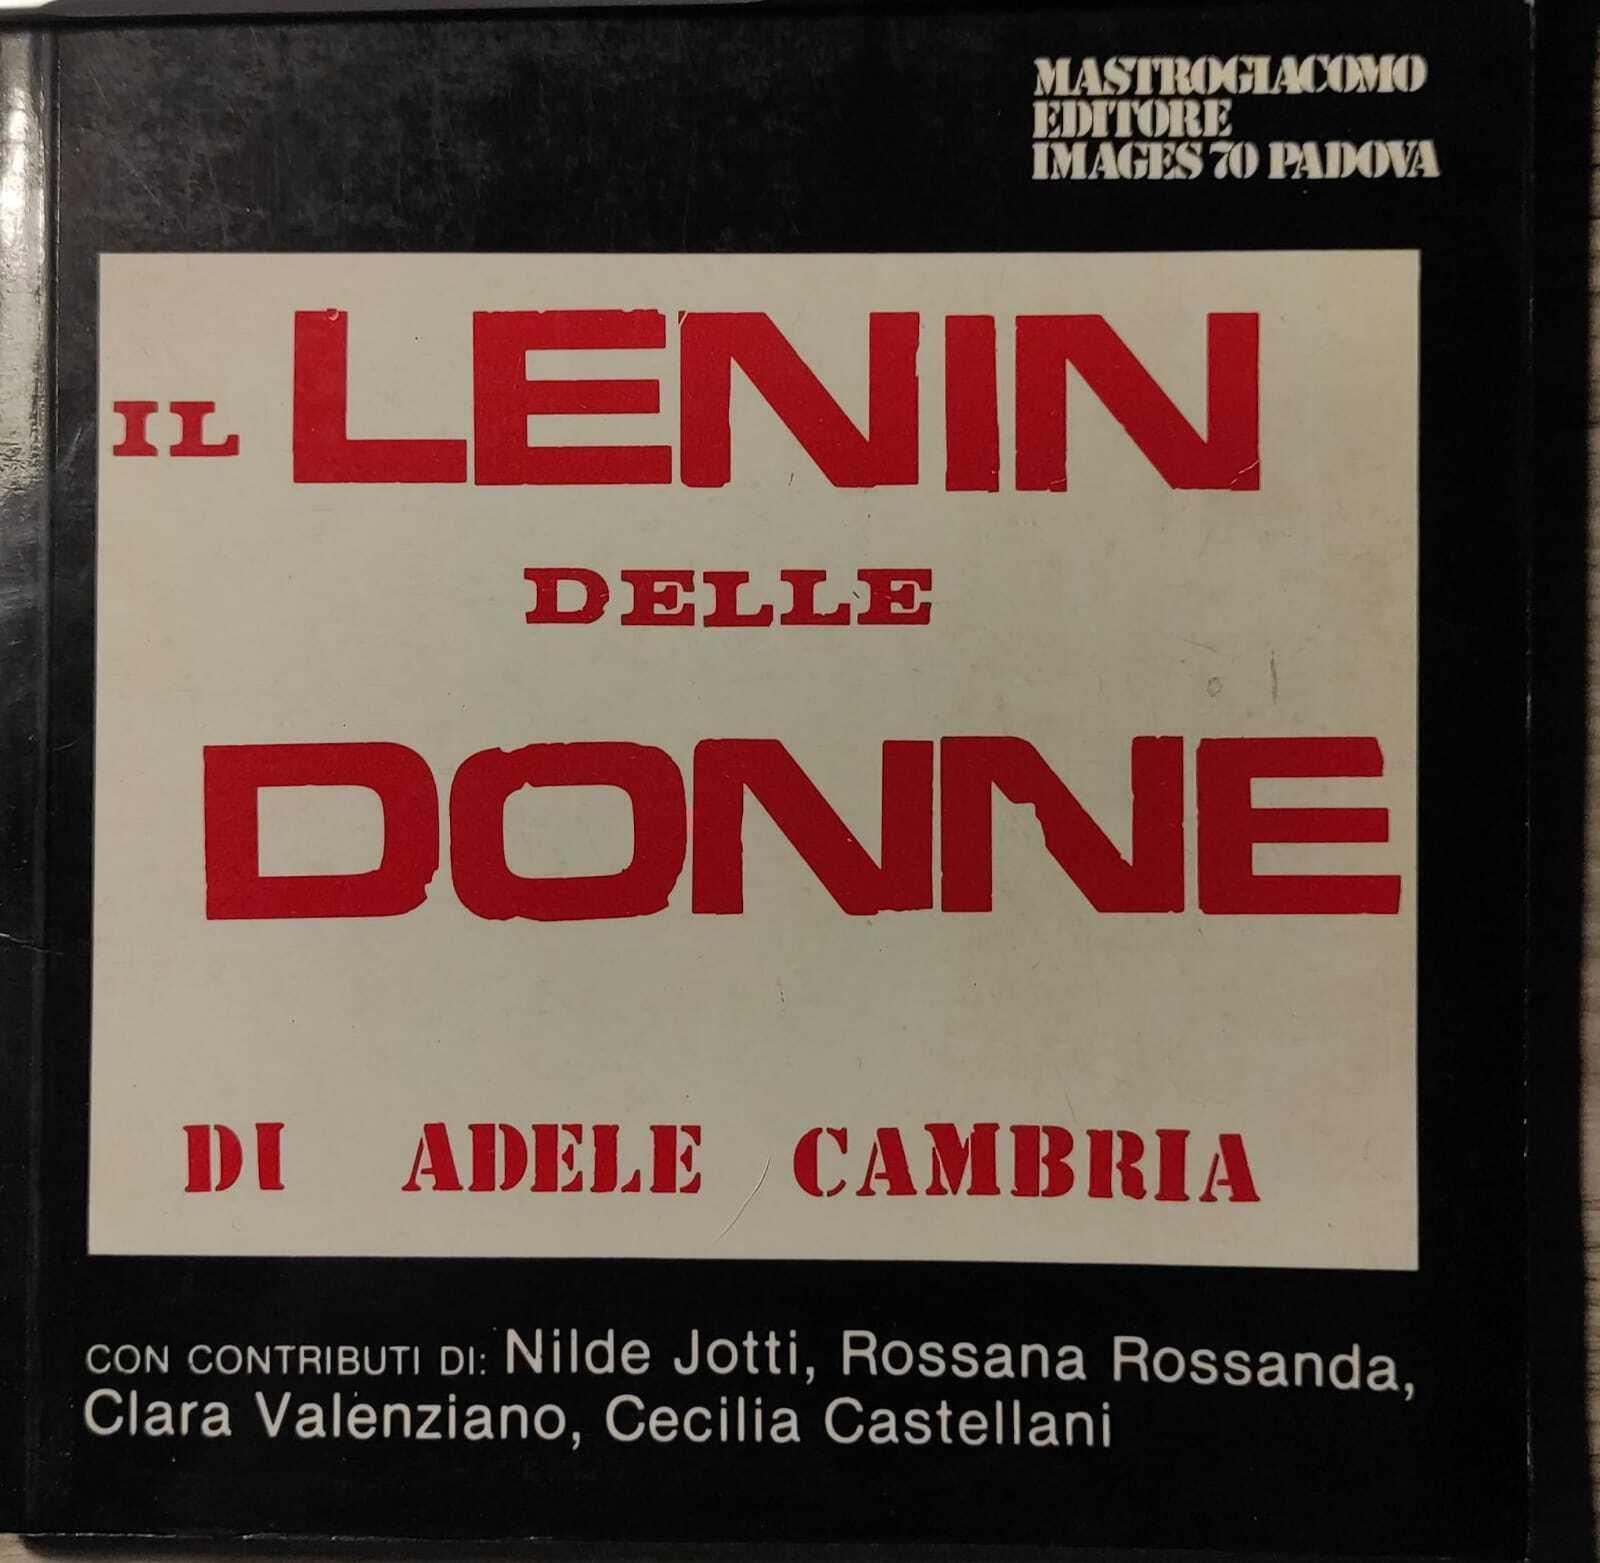 MASTROGIACOMO
EDITORE
IMAGES 70 PADOVA
IL LENIN
DELLE
DONNE
DI ADELE CAMBRIA
CON CONTRIBUTI DI: Nilde Jotti, Rossana Rossanda,
Clara Valenziano, Cecilia Castellani